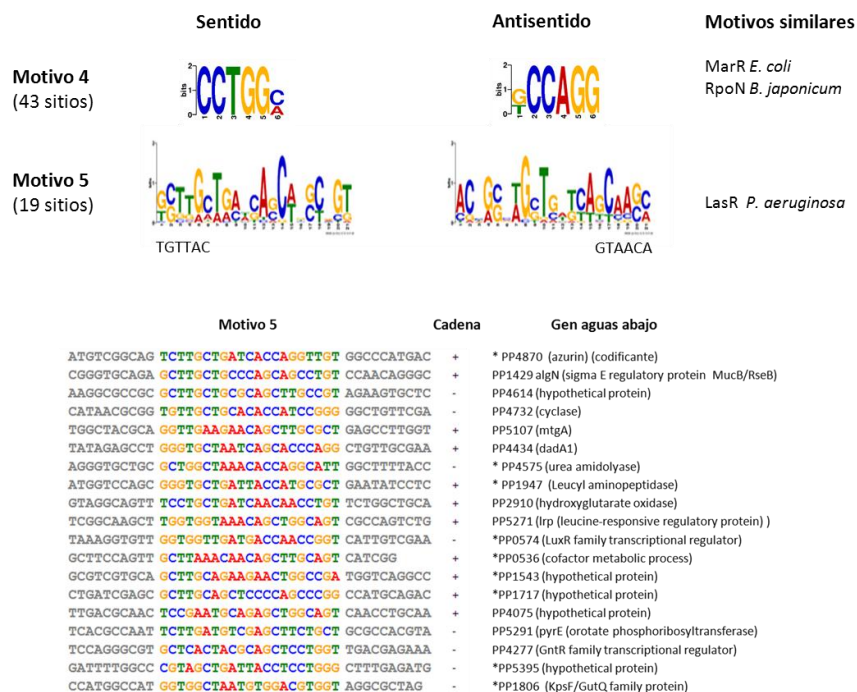 Sentido Antisentido Motivos similares
Motivo 4
(43 sitios)
bits
CCTGGC
A
bits
GCCAGG
T
MarR E. coli
RpoN B. japonicum
Motivo 5
(19 sitios)
LasR P. aeruginosa
TGTTAC GTAACA
Motivo 5 Cadena Gen aguas abajo
ATGTCGGCAG TCTTGCTGATCACCAGGTTGT GGCCCATGAC + * PP4870 (azurin) (codificante)
CGGGTGCAGA GCTTGCTGCCCAGCAGCCTGT CCAACAGGGC + PP1429 algN (sigma E regulatory protein MucB/RseB)
AAGGCGCCGC GCTTGCTGCGCAGCTTGCCGT AGAAGTGCTC - PP4614 (hypothetical protein)
CATAACGCGG TGTTGCTGCACACCATCCGGG GGCTGTTCGA - PP4732 (cyclase)
TGGCTACGCA GGTTGAAGAACAGCTTGCGCT GAGCCTTGGT + PP5107 (mtgA)
TATAGAGCCT GGGTGCTAATCAGCACCCAGG CTGTTGCGAA + PP4434 (dadA1)
AGGGTGCTGC GCTGGCTAAACACCAGGCATT GGCTTTTACC - * PP4575 (urea amidolyase)
ATGGTCCAGC GGGTGCTGATTACCATGCGCT GAATATCCTC + * PP1947 (Leucyl aminopeptidase)
GTAGGCAGTT TCCTGCTGATCAACAACCTGT TCTGGCTGCA + PP2910 (hydroxyglutarate oxidase)
TCGGCAAGCT TGGTGGTAAACAGCTGGCAGT CGCCAGTCTG + PP5271 (lrp (leucine-responsive regulatory protein) )
TAAAGGTGTT GGTGGTTGATGACCAACCGGT CATTGTCGAA - *PP0574 (LuxR family transcriptional regulator)
GCTTCCAGTT GCTTAAACAACAGCTTGCAGT CATCGG + *PP0536 (cofactor metabolic process)
GCGTCGTGCA GCTTGCAGAAGAACTGGCCGA TGGTCAGGCC + *PP1543 (hypothetical protein)
CTGATCGAGC GCTTGCAGCTCCCCAGCCCGG CCATGCAGAC + *PP1717 (hypothetical protein)
TTGACGCAAC TCCGAATGCAGAGCTGGCAGT CAACCTGCAA + PP4075 (hypothetical protein)
TCACGCCAAT TCTTGATGTCGAGCTTCTGCT GCGCCACGTA - PP5291 (pyrE (orotate phosphoribosyltransferase)
TCCAGGGCGT GCTCACTACGCAGCTCCTGGT TGACGAGAAA - PP4277 (GntR family transcriptional regulator)
GATTTTGGCC CGTAGCTGATTACCTCCTGGG CTTTGAGATG - *PP5395 (hypothetical protein)
CATGGCCATG GGTGGCTAATGTGGACGTGGT AGGCGCTAG - *PP1806 (KpsF/GutQ family protein)